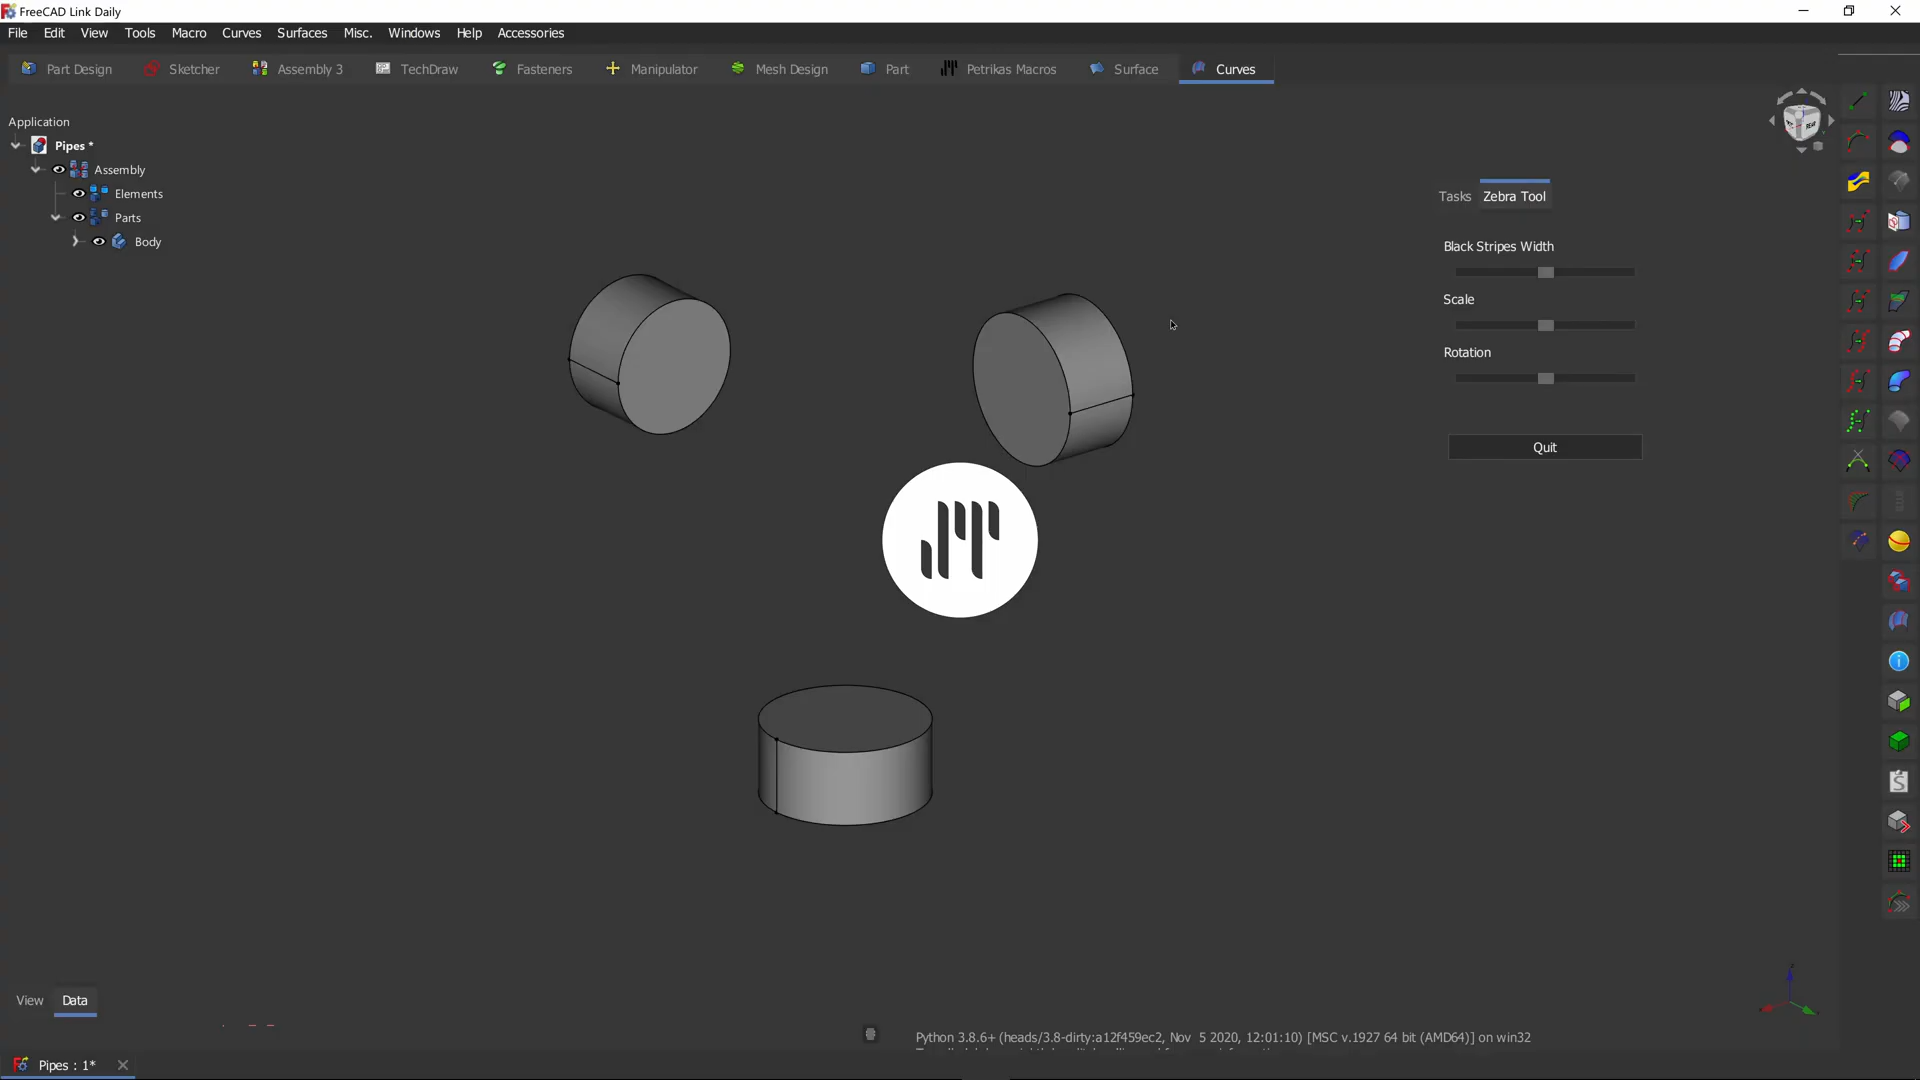 FreeCAD Link Daily
File Edit View Tools Macro Curves Surfaces Misc. Windows Help Accessories
Part Design Sketcher Assembly 3 TechDraw Fasteners Manipulator Mesh Design Part Petrikas Macros Surface Curves
Application
Pipes *
Assembly
Elements
Parts
Body
REAR
Tasks Zebra Tool
Black Stripes Width
Scale
Rotation
Quit
View Data
Python 3.8.6+ (heads/3.8-dirty:a12f459ec2, Nov 5 2020, 12:01:10) [MSC v.1927 64 bit (AMD64)] on win32
Pipes : 1*